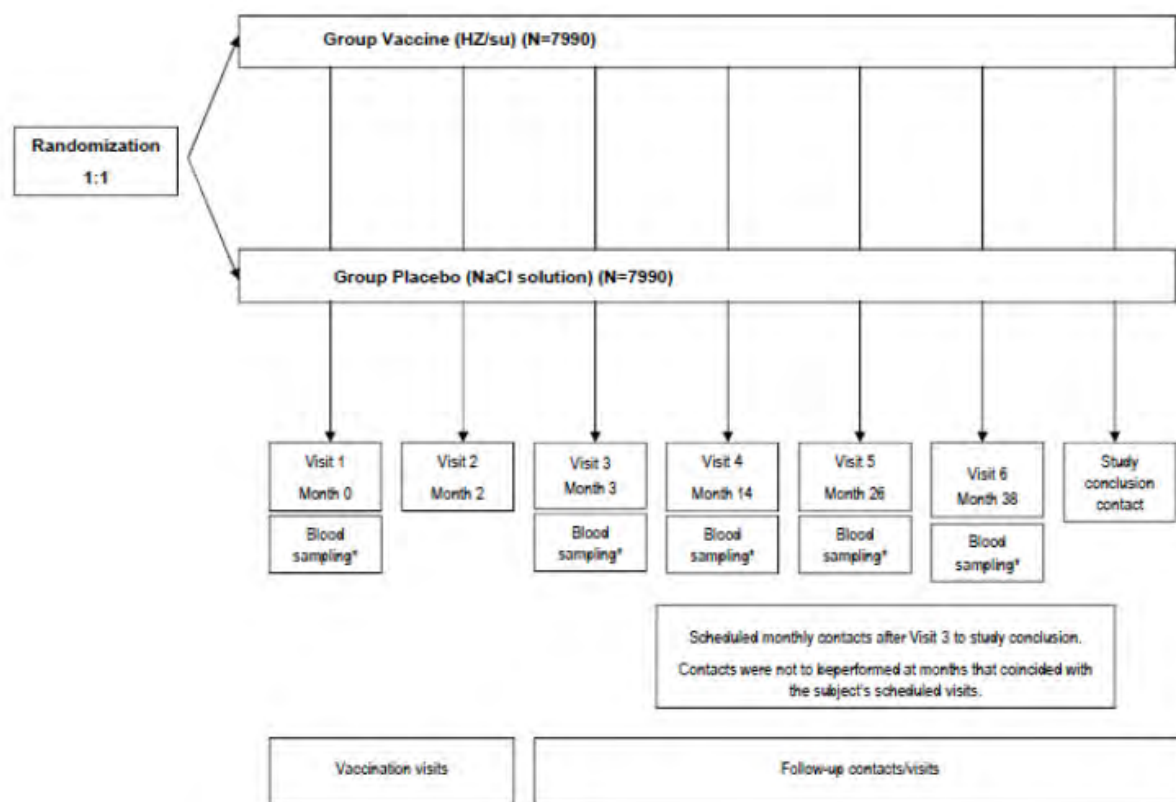 Group Vaccine (HZ/su) (N=7990)
Randomization
1:1
Group Placebo (NaCl solution) (N=7990)
Visit 1
Month 0
Blood
sampling*
Visit 2
Month 2
Visit 3
Month 3
Blood
sampling*
Visit 4
Month 14
Blood
sampling*
Visit 5
Month 26
Blood
sampling*
Visit 6
Month 38
Blood
sampling*
Study
conclusion
contact
Scheduled monthly contacts after Visit 3 to study conclusion.
Contacts were not to beperformed at months that coincided with
the subject's scheduled visits.
Vaccination visits
Follow-up contacts/visits